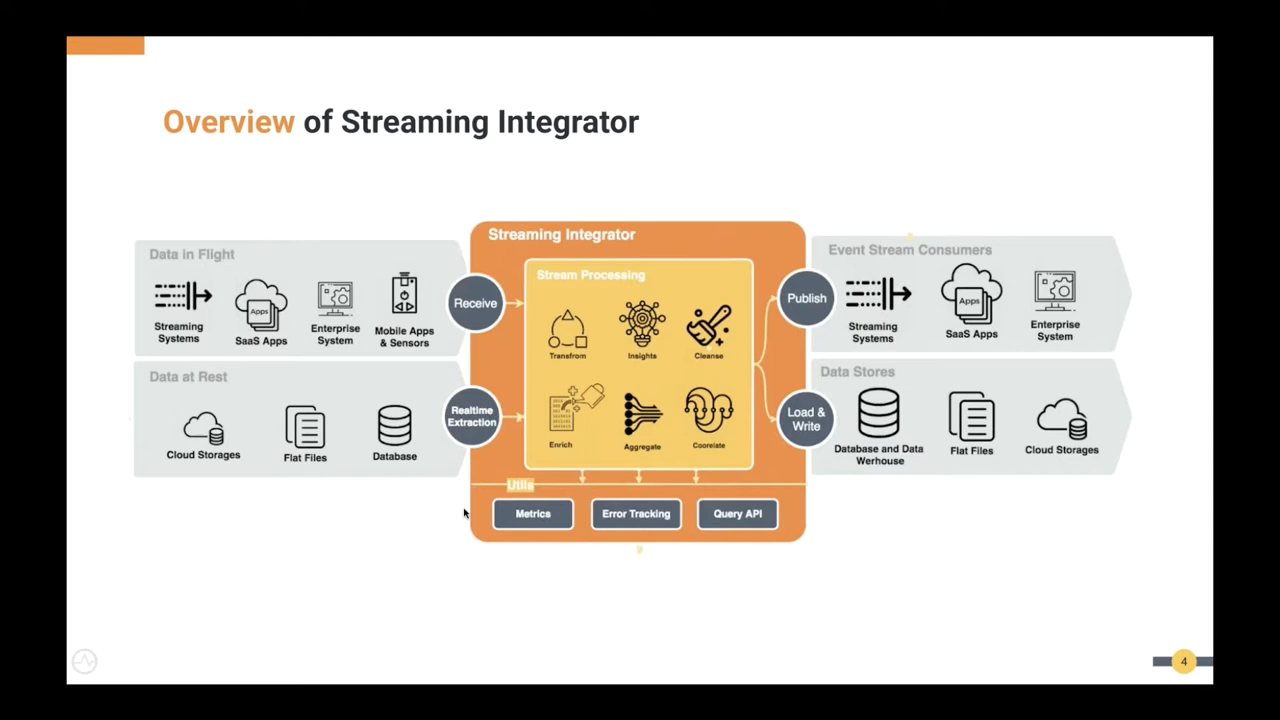 Overview of Streaming Integrator
Data in Flight
Streaming
Systems
SaaS Apps
Apps
Enterprise
System
Mobile Apps
& Sensors
Data at Rest
Cloud Storages
Flat Files
Database
Receive
Realtime
Extraction
Streaming Integrator
Stream Processing
Transfrom
Insights
Cleanse
Enrich
Aggregate
Coorelate
Utils
Metrics
Error Tracking
Query API
Publish
Load &
Write
Event Stream Consumers
Streaming
Systems
Apps
SaaS Apps
Enterprise
System
Data Stores
Database and Data
Werhouse
Flat Files
Cloud Storages
4